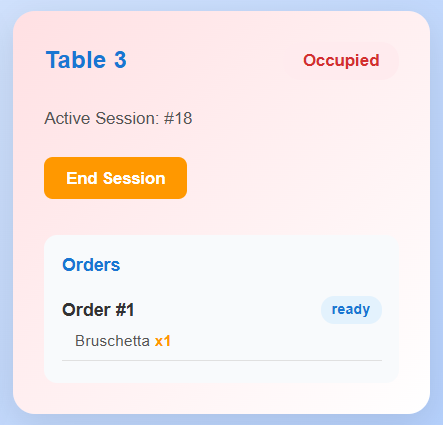 Table 3
Occupied
Active Session: #18
End Session
Orders
Order #1
ready
Bruschetta x1